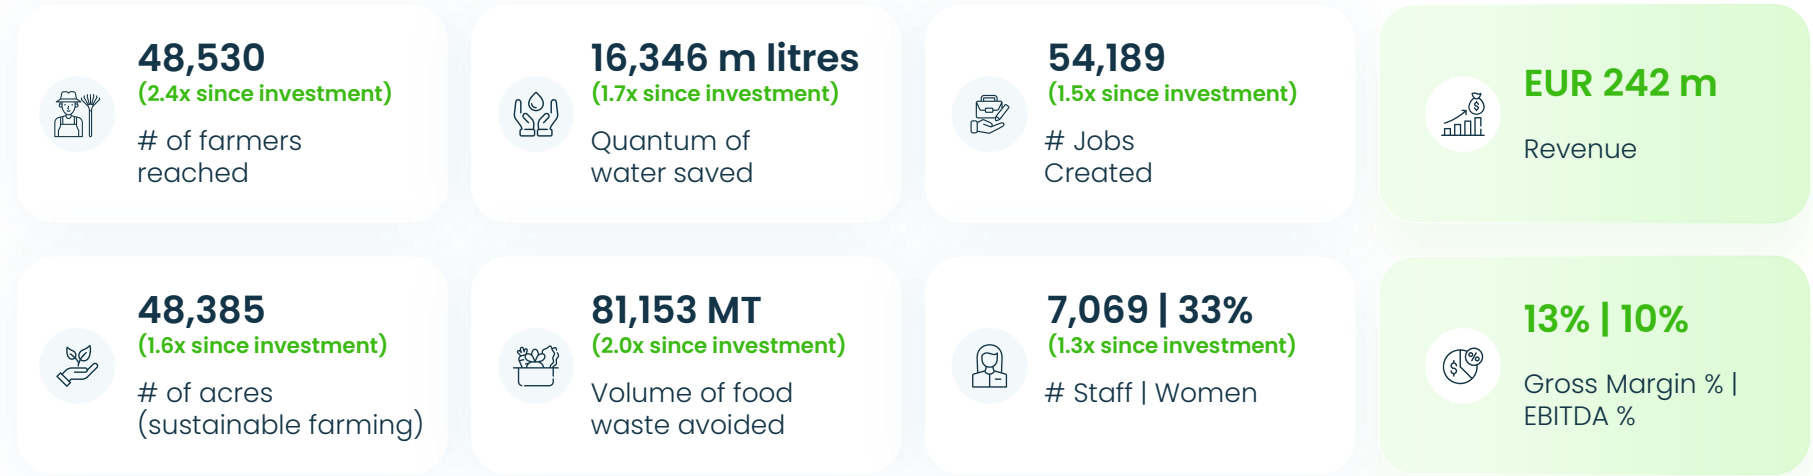 48,530
(2.4x since investment)
# of farmers
reached
16,346 m litres
(1.7x since investment)
Quantum of
water saved
54,189
(1.5x since investment)
# Jobs
Created
EUR 242 m
Revenue
48,385
(1.6x since investment)
# of acres
(sustainable farming)
81,153 MT
(2.0x since investment)
Volume of food
waste avoided
7,069 | 33%
(1.3x since investment)
# Staff | Women
13% | 10%
Gross Margin % |
EBITDA %